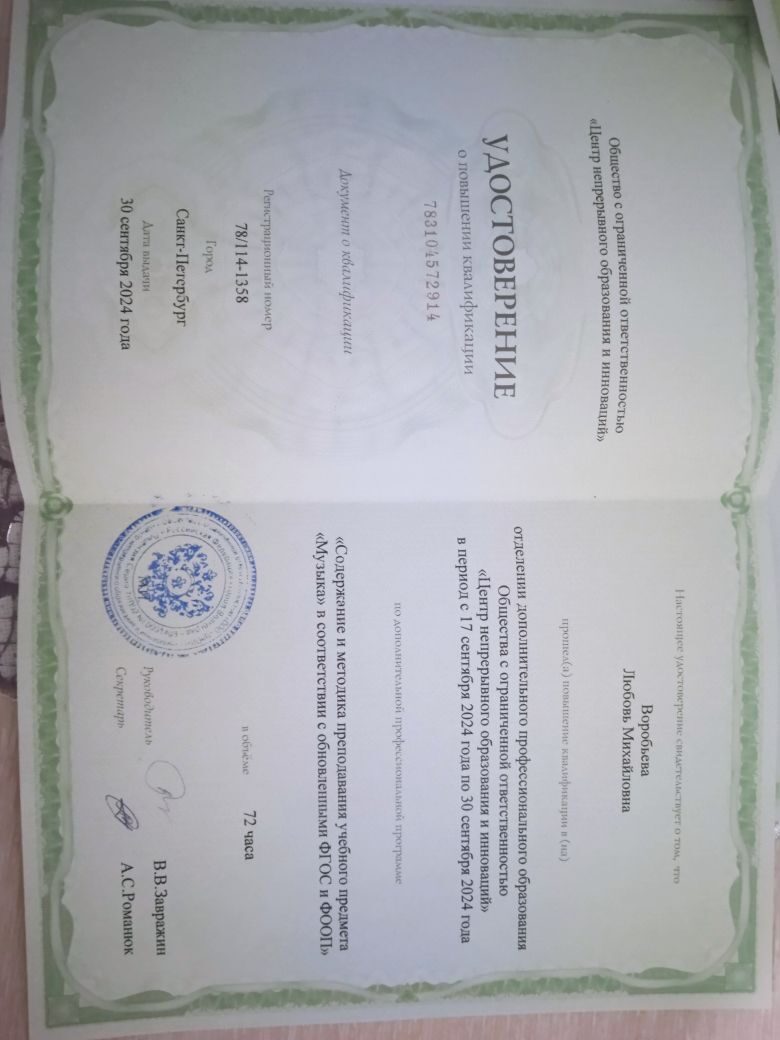 Общество с ограниченной ответственностью
«Центр непрерывного образования и инноваций»
УДОСТОВЕРЕНИЕ
о повышении квалификации
783104572914
Документ о квалификации
Регистрационный номер
78/114-1358
Город
Санкт-Петербург
Дата выдачи
30 сентября 2024 года
Настоящее удостоверение свидетельствует о том, что
Воробьева
Любовь Михайловна
прошел(а) повышение квалификации в (на)
отделении дополнительного профессионального образования
Общества с ограниченной ответственностью
«Центр непрерывного образования и инноваций»
в период с 17 сентября 2024 года по 30 сентября 2024 года
по дополнительной профессиональной программе
«Содержание и методика преподавания учебного предмета
«Музыка» в соответствии с обновленными ФГОС и ФООП»
в объёме 72 часа
Руководитель В.В.Завражин
Секретарь А.С.Романюк